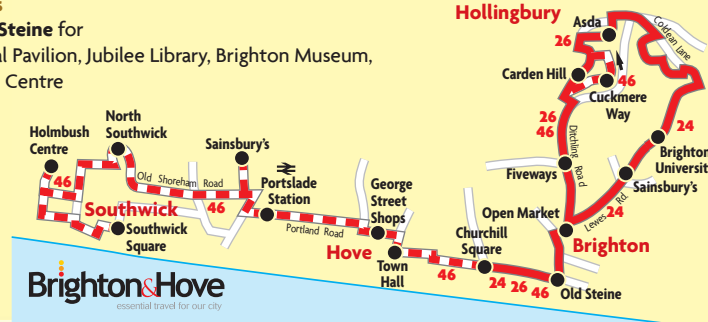 Steine for
l Pavilion, Jubilee Library, Brighton Museum,
Centre
Hollingbury
Asda
26
Coldean Lane
Carden Hill
46
Cuckmere
Way
26
46
Ditchling Road
24
Brighton
Universit
Fiveways
Sainsbury's
Lewes Rd.
24
Open Market
Brighton
Holmbush
Centre
46
North
Southwick
Sainsbury's
Old Shoreham Road
46
Portslade
Station
Southwick
Southwick
Square
Portland Road
George
Street
Shops
Hove
Town
Hall
46
Churchill
Square
24 26 46
Old Steine
Brighton&Hove
essential travel for our city